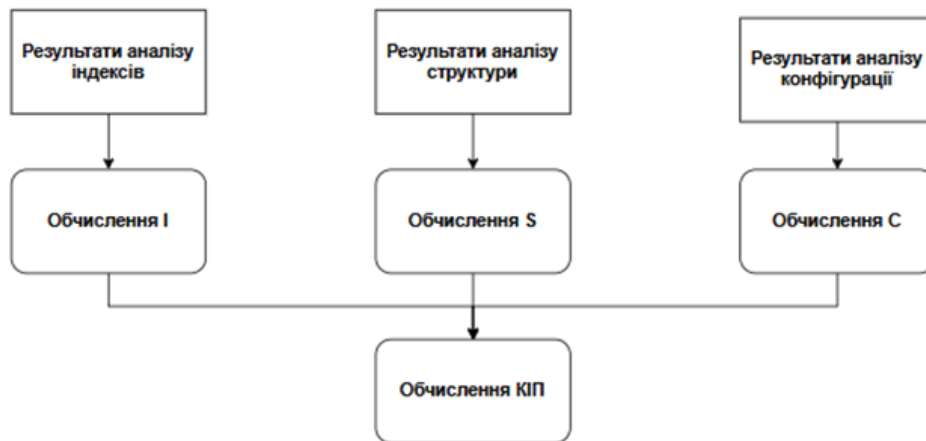 Результати аналізу
індексів
Результати аналізу
структури
Результати аналізу
конфігурації
Обчислення I
Обчислення S
Обчислення C
Обчислення КІП